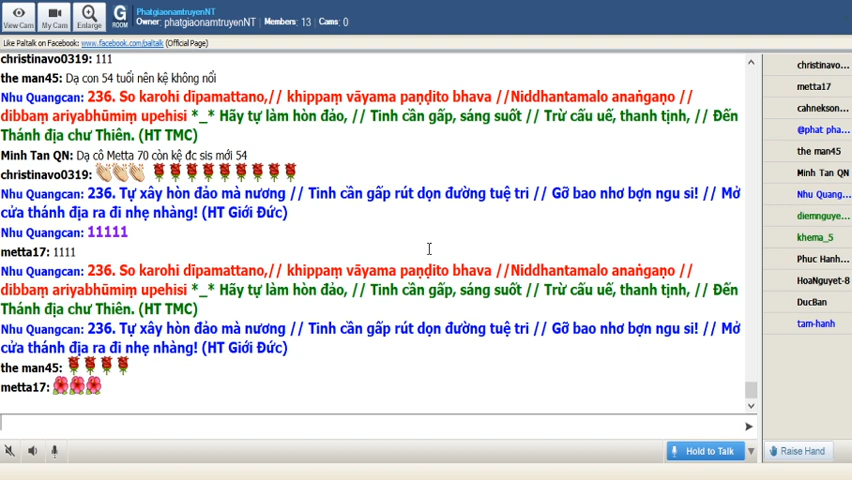 PhatgiaonamtruyenNT
Owner: phatgiaonamtruyenNT Members: 13 Cams: 0
View Cam My Cam Enlarge G ROOM
Like Paltalk on Facebook: www.facebook.com/paltalk (Official Page)
christinavo0319: 111
the man45: Dạ con 54 tuổi nên kệ không nổi
Nhu Quangcan: 236. So karohi dīpamattano,// khippaṃ vāyama paṇḍito bhava //Niddhantamalo anaṅgaṇo //
dibbaṃ ariyabhūmiṃ upehisi *_* Hãy tự làm hòn đảo, // Tinh cần gấp, sáng suốt // Trừ cấu uế, thanh tịnh, // Đến
Thánh địa chư Thiên. (HT TMC)
Minh Tan QN: Dạ cô Metta 70 còn kệ đc sis mới 54
christinavo0319:
Nhu Quangcan: 236. Tự xây hòn đảo mà nương // Tinh cần gấp rút dọn đường tuệ tri // Gỡ bao nhơ bợn ngu si! // Mở
cửa thánh địa ra đi nhẹ nhàng! (HT Giới Đức)
Nhu Quangcan: 11111
metta17: 1111
Nhu Quangcan: 236. So karohi dīpamattano,// khippaṃ vāyama paṇḍito bhava //Niddhantamalo anaṅgaṇo //
dibbaṃ ariyabhūmiṃ upehisi *_* Hãy tự làm hòn đảo, // Tinh cần gấp, sáng suốt // Trừ cấu uế, thanh tịnh, // Đến
Thánh địa chư Thiên. (HT TMC)
Nhu Quangcan: 236. Tự xây hòn đảo mà nương // Tinh cần gấp rút dọn đường tuệ tri // Gỡ bao nhơ bợn ngu si! // Mở
cửa thánh địa ra đi nhẹ nhàng! (HT Giới Đức)
the man45:
metta17:
Hold to Talk
christinavo...
metta17
cahnekson...
@phat pha...
the man45
Minh Tan QN
Nhu Quang...
diemnguye...
khema_5
Phuc Hanh...
HoaNguyet-8
DucBan
tam-hanh
Raise Hand